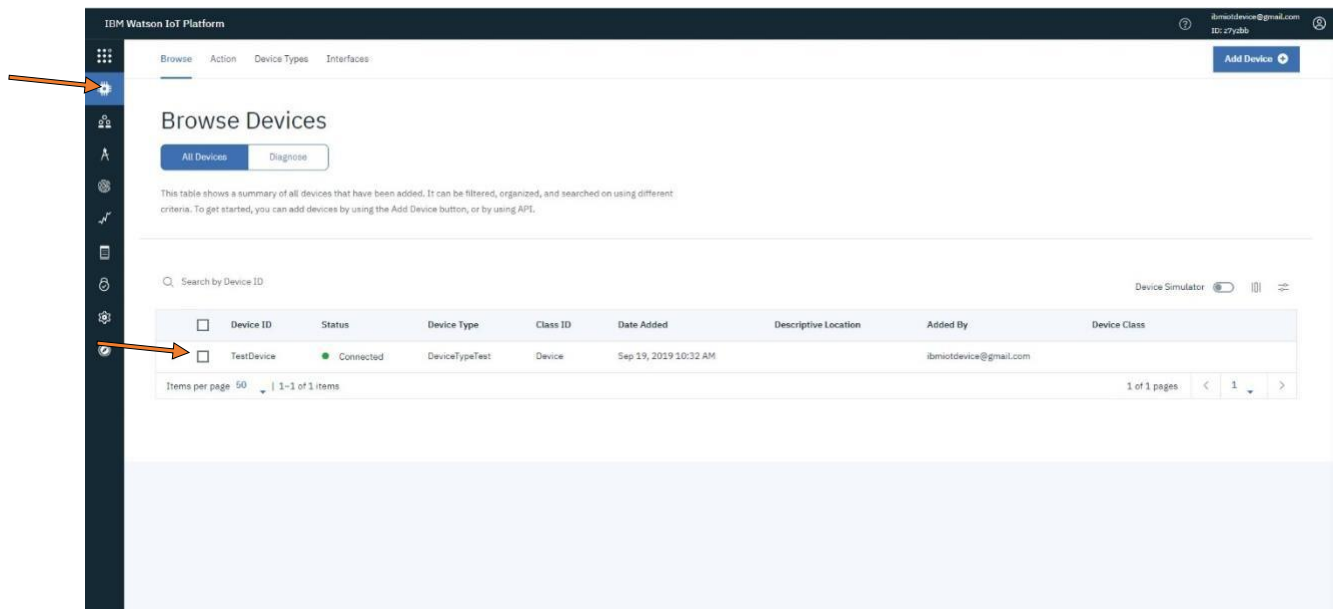 IBM Watson IoT Platform
ibmiotdevice@gmail.com
ID: z7yzbb
Browse Action Device Types Interfaces
Add Device
Browse Devices
All Devices Diagnose
This table shows a summary of all devices that have been added. It can be filtered, organized, and searched on using different
criteria. To get started, you can add devices by using the Add Device button, or by using API.
Search by Device ID
Device Simulator
Device ID Status Device Type Class ID Date Added Descriptive Location Added By Device Class
TestDevice Connected DeviceTypeTest Device Sep 19, 2019 10:32 AM ibmiotdevice@gmail.com
Items per page 50 | 1–1 of 1 items 1 of 1 pages < 1 >